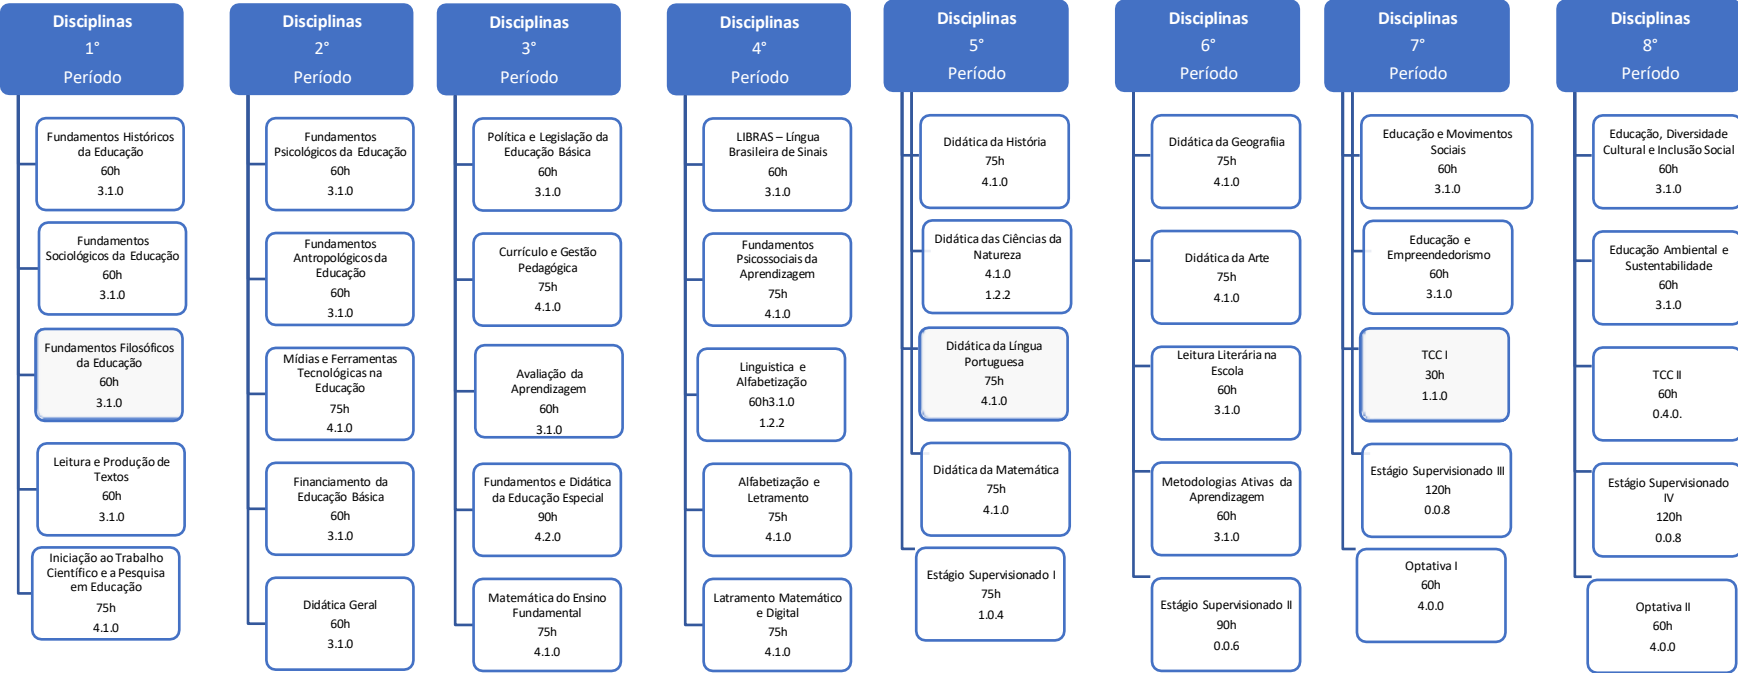 Disciplinas
1°
Período
Fundamentos Históricos
da Educação
60h
3.1.0
Fundamentos
Sociológicos da Educação
60h
3.1.0
Fundamentos Filosóficos
da Educação
60h
3.1.0
Leitura e Produção de
Textos
60h
3.1.0
Iniciação ao Trabalho
Científico e a Pesquisa
em Educação
75h
4.1.0
Disciplinas
2°
Período
Fundamentos
Psicológicos da Educação
60h
3.1.0
Fundamentos
Antropológicos da
Educação
60h
3.1.0
Mídias e Ferramentas
Tecnológicas na
Educação
75h
4.1.0
Financiamento da
Educação Básica
60h
3.1.0
Didática Geral
60h
3.1.0
Disciplinas
3°
Período
Política e Legislação da
Educação Básica
60h
3.1.0
Currículo e Gestão
Pedagógica
75h
4.1.0
Avaliação da
Aprendizagem
60h
3.1.0
Fundamentos e Didática
da Educação Especial
90h
4.2.0
Matemática do Ensino
Fundamental
75h
4.1.0
Disciplinas
4°
Período
LIBRAS – Língua
Brasileira de Sinais
60h
3.1.0
Fundamentos
Psicossociais da
Aprendizagem
75h
4.1.0
Linguistica e
Alfabetização
60h3.1.0
1.2.2
Alfabetização e
Letramento
75h
4.1.0
Latramento Matemático
e Digital
75h
4.1.0
Disciplinas
5°
Período
Didática da História
75h
4.1.0
Didática das Ciências da
Natureza
4.1.0
1.2.2
Didática da Língua
Portuguesa
75h
4.1.0
Didática da Matemática
75h
4.1.0
Estágio Supervisionado I
75h
1.0.4
Disciplinas
6°
Período
Didática da Geografiia
75h
4.1.0
Didática da Arte
75h
4.1.0
Leitura Literária na
Escola
60h
3.1.0
Metodologias Ativas da
Aprendizagem
60h
3.1.0
Estágio Supervisionado II
90h
0.0.6
Disciplinas
7°
Período
Educação e Movimentos
Sociais
60h
3.1.0
Educação e
Empreendedorismo
60h
3.1.0
TCC I
30h
1.1.0
Estágio Supervisionado III
120h
0.0.8
Optativa I
60h
4.0.0
Disciplinas
8°
Período
Educação, Diversidade
Cultural e Inclusão Social
60h
3.1.0
Educação Ambiental e
Sustentabilidade
60h
3.1.0
TCC II
60h
0.4.0.
Estágio Supervisionado
IV
120h
0.0.8
Optativa II
60h
4.0.0